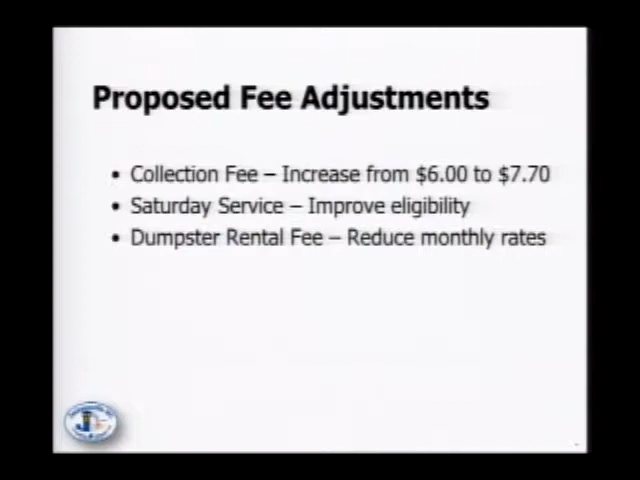 Proposed Fee Adjustments
• Collection Fee – Increase from $6.00 to $7.70
• Saturday Service – Improve eligibility
• Dumpster Rental Fee – Reduce monthly rates